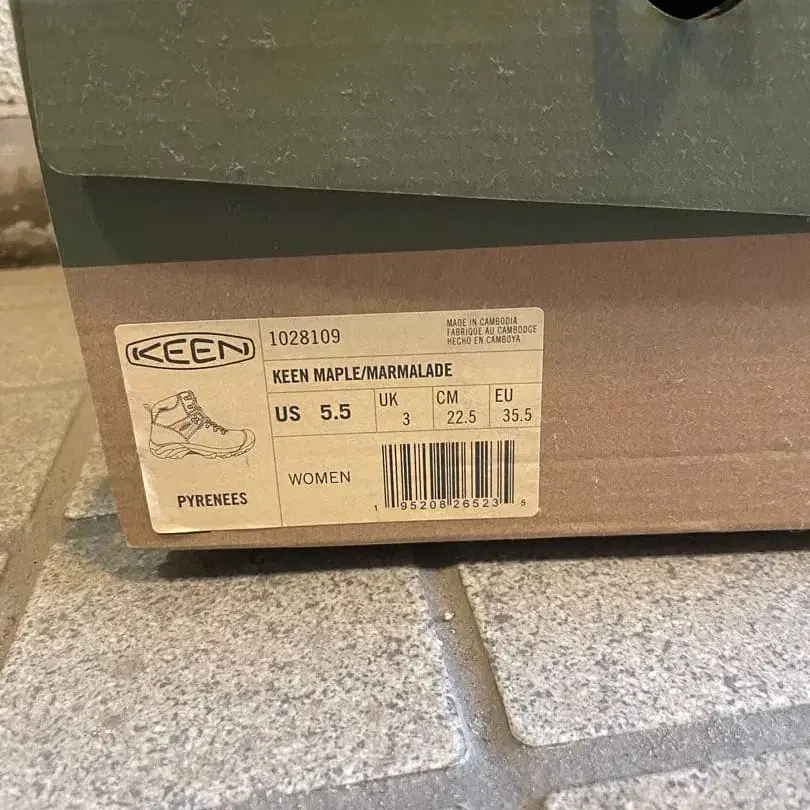 KEEN
1028109
MADE IN CAMBODIA
FABRIQUE AU CAMBODGE
HECHO EN CAMBOYA
KEEN MAPLE/MARMALADE
US 5.5
UK 3
CM 22.5
EU 35.5
PYRENEES
WOMEN
1 95208 26523 5